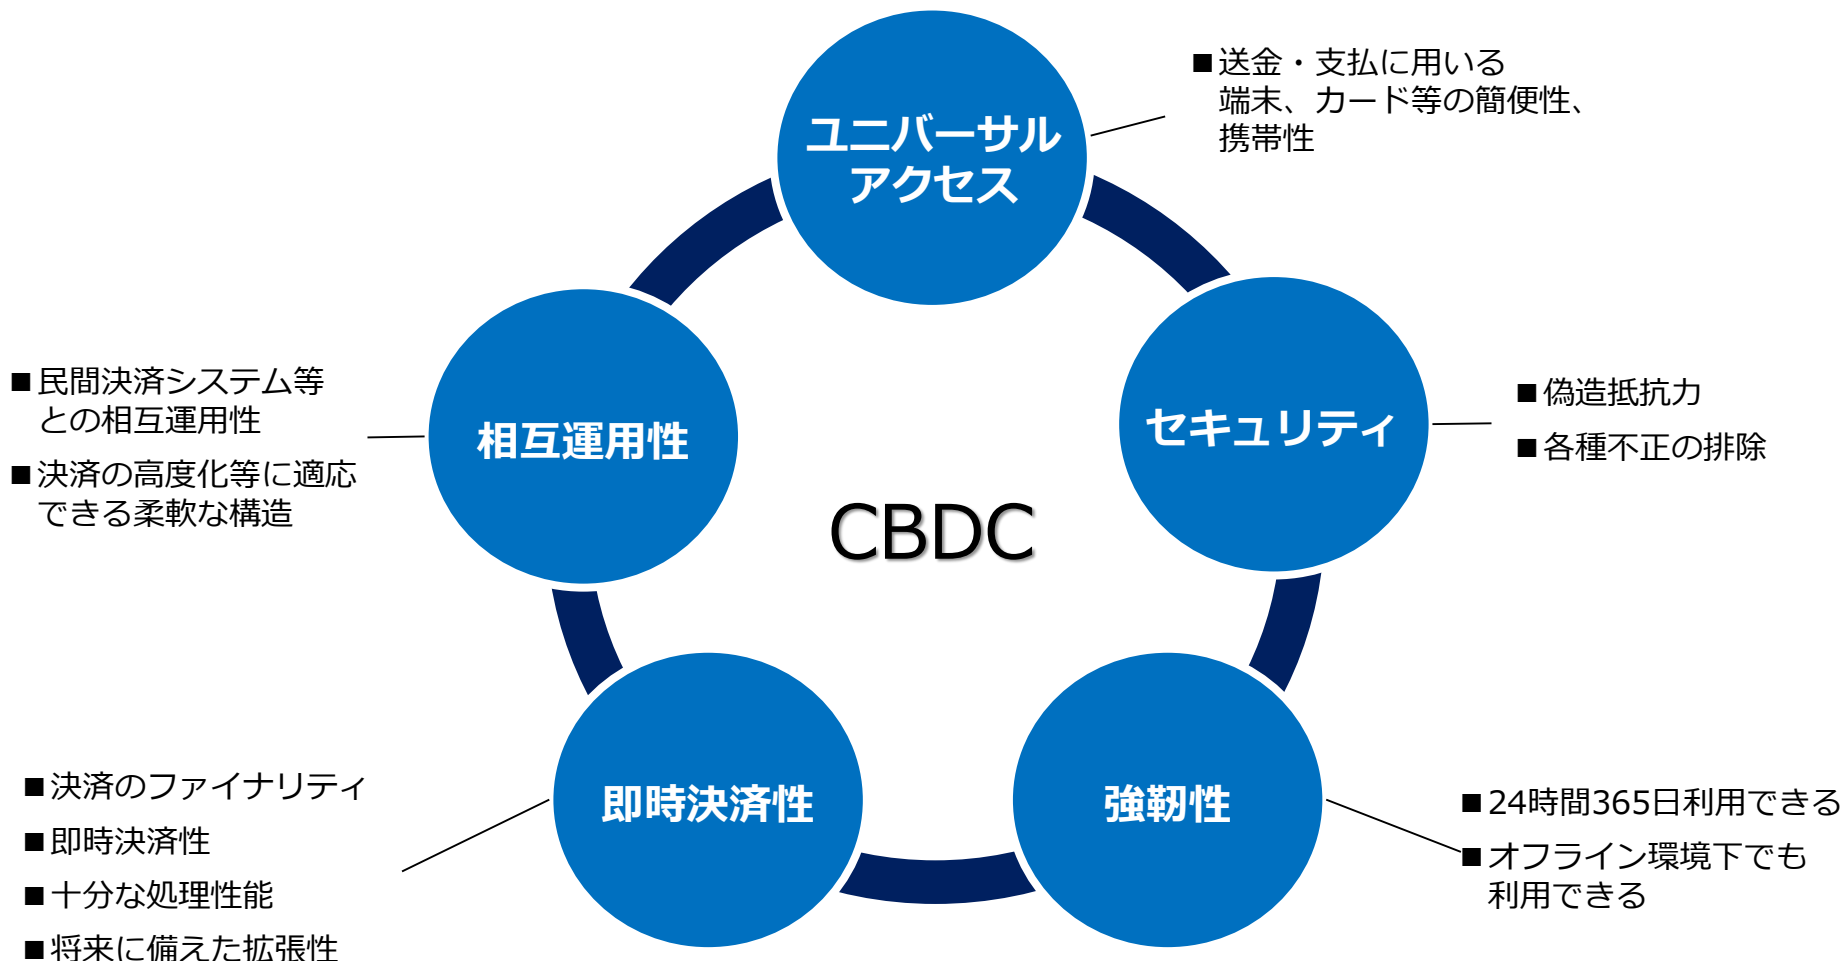 ユニバーサル
アクセス
■送金・支払に用いる
端末、カード等の簡便性、
携帯性
セキュリティ
■偽造抵抗力
■各種不正の排除
強靭性
■24時間365日利用できる
■オフライン環境下でも
利用できる
即時決済性
■決済のファイナリティ
■即時決済性
■十分な処理性能
■将来に備えた拡張性
相互運用性
■民間決済システム等
との相互運用性
■決済の高度化等に適応
できる柔軟な構造
CBDC